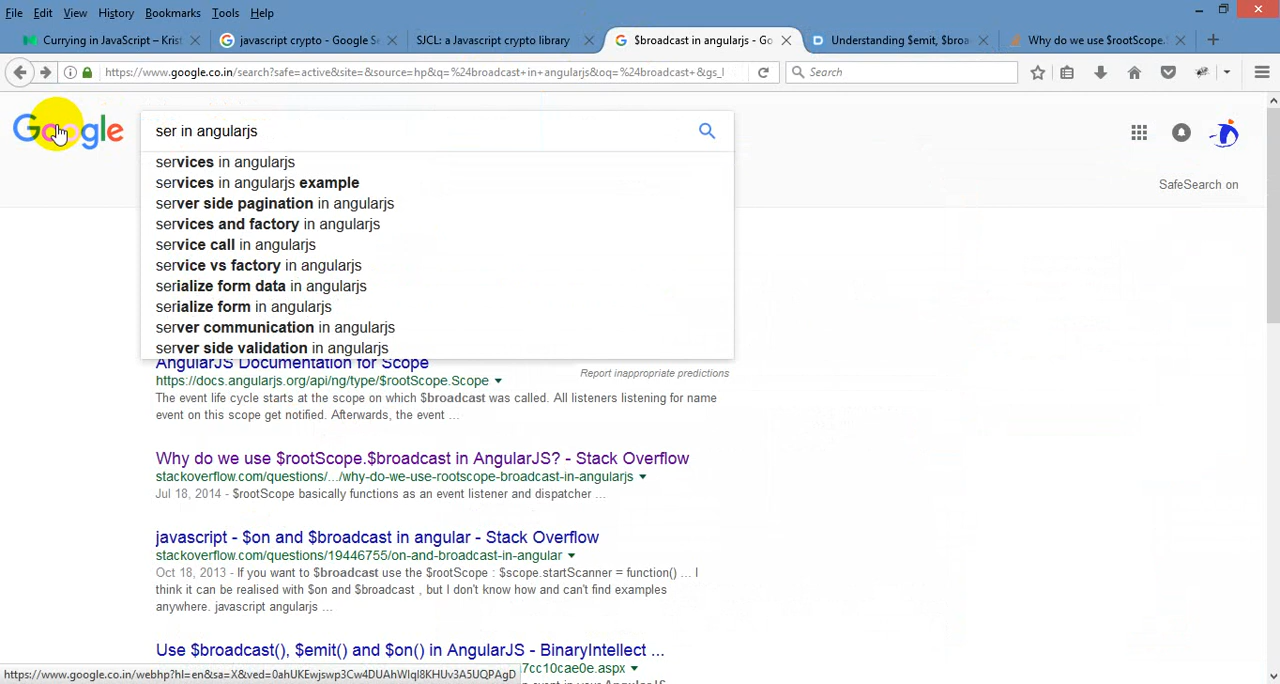 File Edit View History Bookmarks Tools Help
Currying in JavaScript – Krist
javascript crypto - Google Se
SJCL: a Javascript crypto library
$broadcast in angularjs - Go
Understanding $emit, $broa
Why do we use $rootScope.'
https://www.google.co.in/search?safe=active&site=&source=hp&q=%24broadcast+in+angularjs&oq=%24broadcast+&gs_l
Search
Google
ser in angularjs
services in angularjs
services in angularjs example
server side pagination in angularjs
services and factory in angularjs
service call in angularjs
service vs factory in angularjs
serialize form data in angularjs
serialize form in angularjs
server communication in angularjs
server side validation in angularjs
SafeSearch on
Report inappropriate predictions
AngularJS Documentation for Scope
https://docs.angularjs.org/api/ng/type/$rootScope.Scope
The event life cycle starts at the scope on which $broadcast was called. All listeners listening for name
event on this scope get notified. Afterwards, the event ...
Why do we use $rootScope.$broadcast in AngularJS? - Stack Overflow
stackoverflow.com/questions/.../why-do-we-use-rootscope-broadcast-in-angularjs
Jul 18, 2014 - $rootScope basically functions as an event listener and dispatcher ...
javascript - $on and $broadcast in angular - Stack Overflow
stackoverflow.com/questions/19446755/on-and-broadcast-in-angular
Oct 18, 2013 - If you want to $broadcast use the $rootScope : $scope.startScanner = function() ... I
think it can be realised with $on and $broadcast , but I don't know how and can't find examples
anywhere. javascript angularjs ...
Use $broadcast(), $emit() and $on() in AngularJS - BinaryIntellect ...
7cc10cae0e.aspx